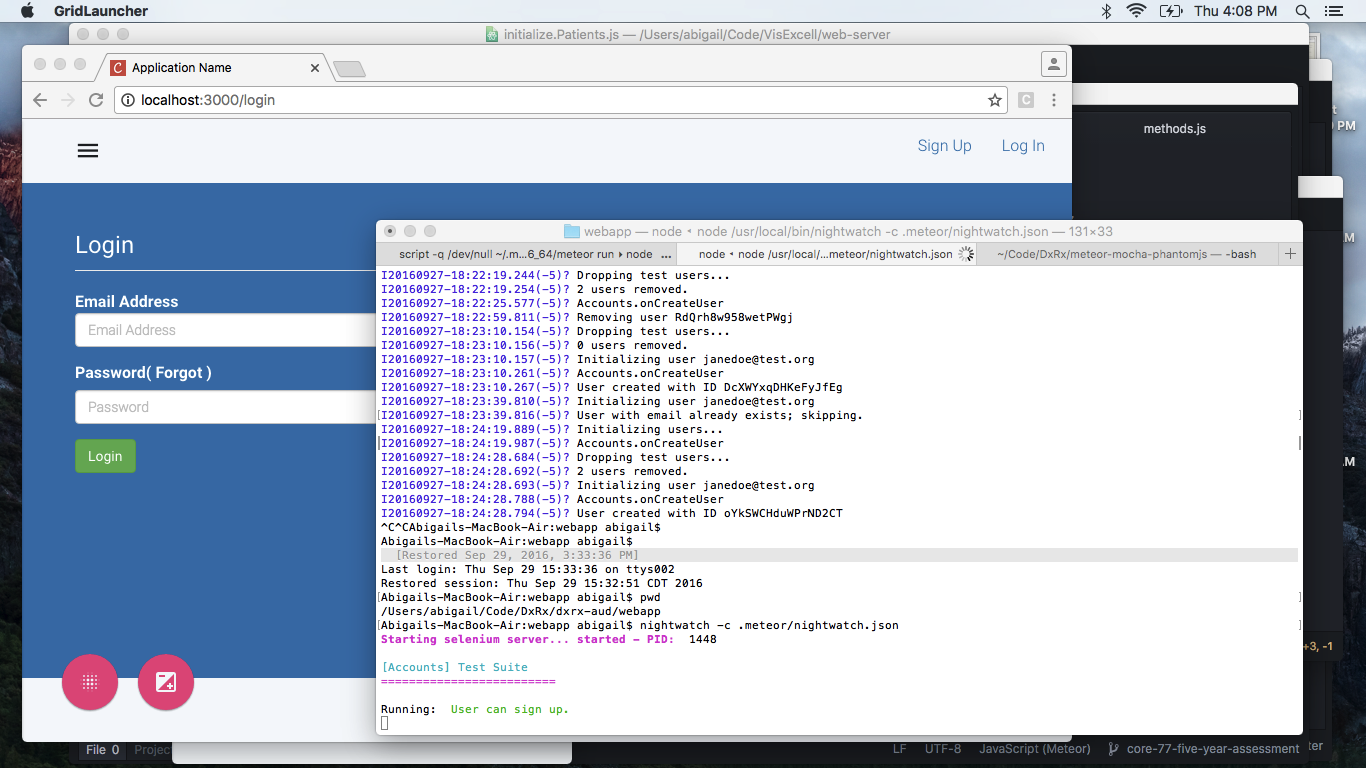 GridLauncher
Thu 4:08 PM
initialize.Patients.js — /Users/abigail/Code/VisExcell/web-server
Application Name
localhost:3000/login
methods.js
PM
Sign Up Log In
Login
Email Address
Email Address
Password( Forgot )
Password
Login
webapp — node ◂ node /usr/local/bin/nightwatch -c .meteor/nightwatch.json — 131×33
script -q /dev/null ~/.m...6_64/meteor run ▸ node ...
node ◂ node /usr/local/...meteor/nightwatch.json
~/Code/DxRx/meteor-mocha-phantomjs — -bash
I20160927-18:22:19.244(-5)? Dropping test users...
I20160927-18:22:19.254(-5)? 2 users removed.
I20160927-18:22:25.577(-5)? Accounts.onCreateUser
I20160927-18:22:59.811(-5)? Removing user RdQrh8w958wetPWgj
I20160927-18:23:10.154(-5)? Dropping test users...
I20160927-18:23:10.156(-5)? 0 users removed.
I20160927-18:23:10.157(-5)? Initializing user janedoe@test.org
I20160927-18:23:10.261(-5)? Accounts.onCreateUser
I20160927-18:23:10.267(-5)? User created with ID DcXWYxqDHKeFyJfEg
I20160927-18:23:39.810(-5)? Initializing user janedoe@test.org
[I20160927-18:23:39.816(-5)? User with email already exists; skipping. ]
I20160927-18:24:19.889(-5)? Initializing users...
I20160927-18:24:19.987(-5)? Accounts.onCreateUser
I20160927-18:24:28.684(-5)? Dropping test users...
I20160927-18:24:28.692(-5)? 2 users removed.
I20160927-18:24:28.693(-5)? Initializing user janedoe@test.org
I20160927-18:24:28.788(-5)? Accounts.onCreateUser
I20160927-18:24:28.794(-5)? User created with ID oYkSWCHduWPrND2CT
^C^CAbigails-MacBook-Air:webapp abigail$
Abigails-MacBook-Air:webapp abigail$
[Restored Sep 29, 2016, 3:33:36 PM]
Last login: Thu Sep 29 15:33:36 on ttys002
Restored session: Thu Sep 29 15:32:51 CDT 2016
[Abigails-MacBook-Air:webapp abigail$ pwd ]
/Users/abigail/Code/DxRx/dxrx-aud/webapp
[Abigails-MacBook-Air:webapp abigail$ nightwatch -c .meteor/nightwatch.json ]
Starting selenium server... started - PID: 1448
[Accounts] Test Suite
=========================
Running: User can sign up.
+3, -1
File 0 Projec
LF UTF-8 JavaScript (Meteor) core-77-five-year-assessment